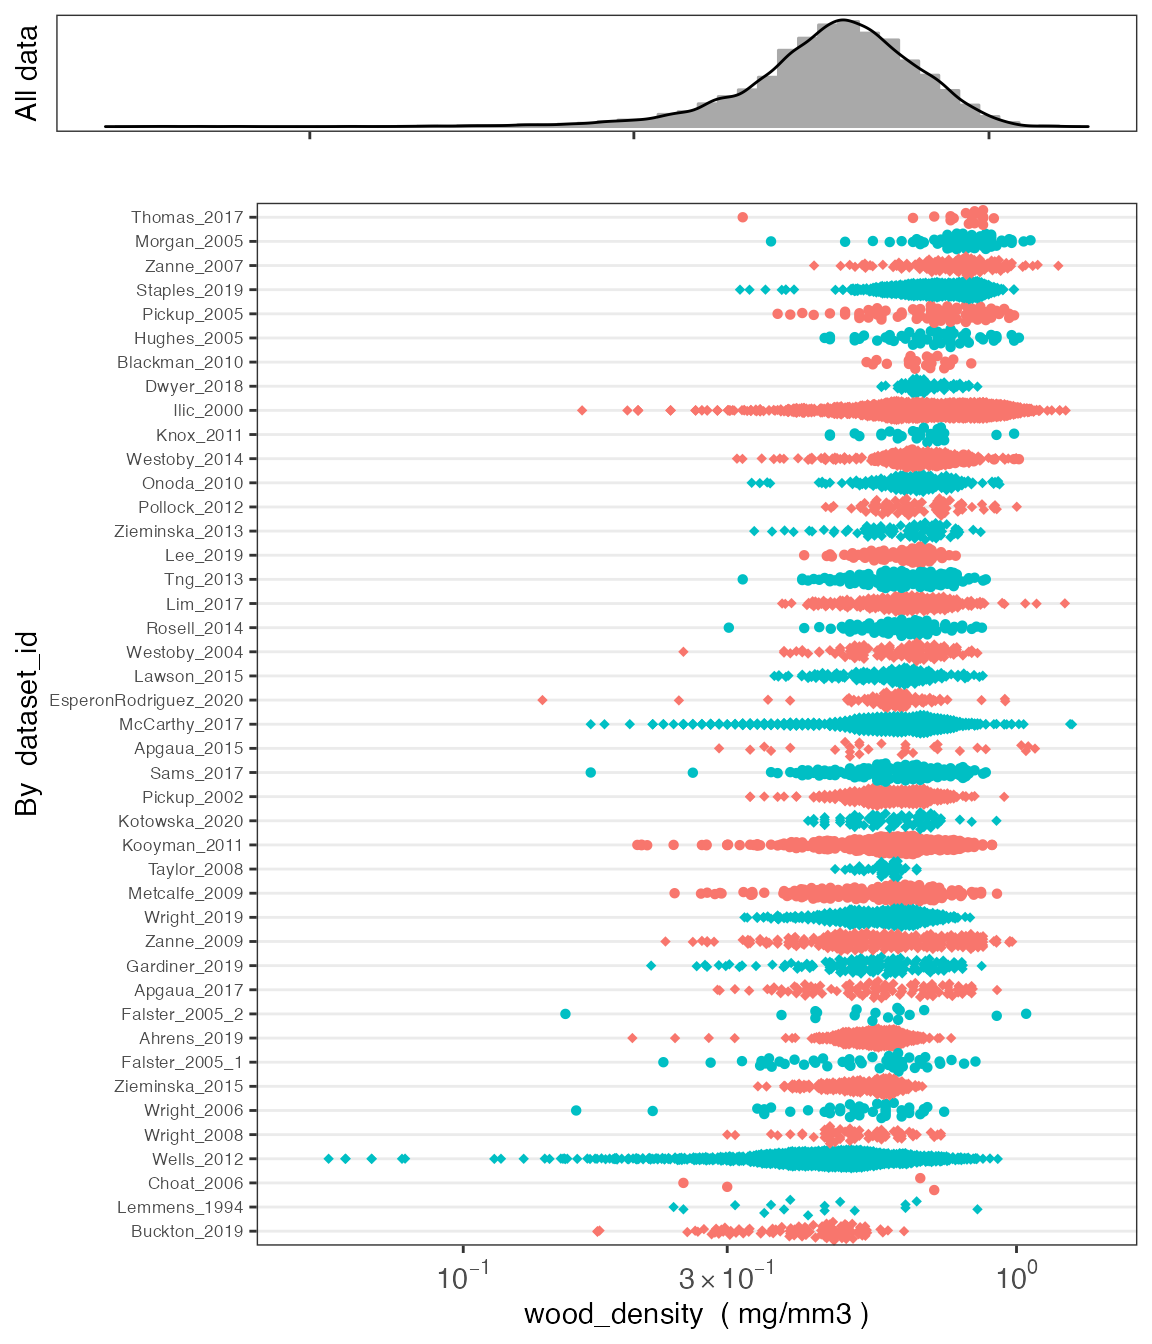 All data
Thomas_2017
Morgan_2005
Zanne_2007
Staples_2019
Pickup_2005
Hughes_2005
Blackman_2010
Dwyer_2018
Ilic_2000
Knox_2011
Westoby_2014
Onoda_2010
Pollock_2012
Zieminska_2013
Lee_2019
Tng_2013
Lim_2017
Rosell_2014
Westoby_2004
Lawson_2015
EsperonRodriguez_2020
McCarthy_2017
Apgaua_2015
Sams_2017
Pickup_2002
Kotowska_2020
Kooyman_2011
Taylor_2008
Metcalfe_2009
Wright_2019
Zanne_2009
Gardiner_2019
Apgaua_2017
Falster_2005_2
Ahrens_2019
Falster_2005_1
Zieminska_2015
Wright_2006
Wright_2008
Wells_2012
Choat_2006
Lemmens_1994
Buckton_2019
By dataset_id
10⁻¹ 3×10⁻¹ 10⁰
wood_density ( mg/mm3 )